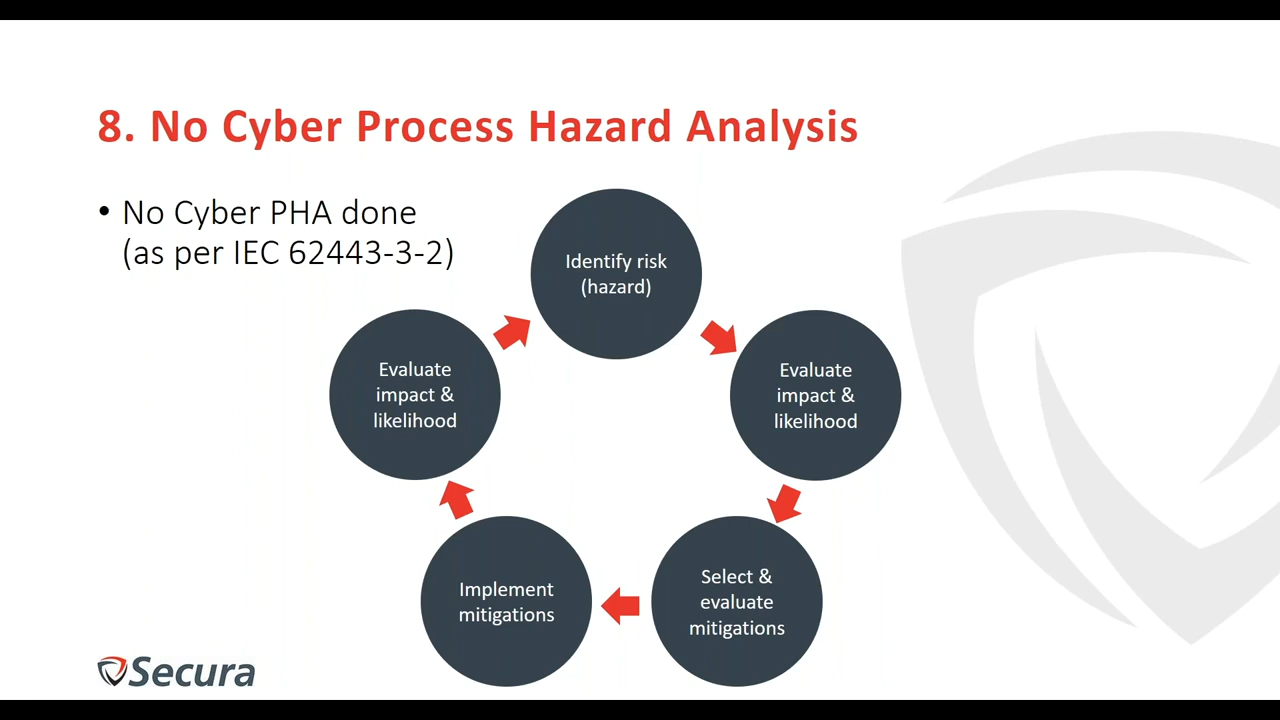 8. No Cyber Process Hazard Analysis
• No Cyber PHA done
(as per IEC 62443-3-2)
Identify risk
(hazard)
Evaluate
impact &
likelihood
Select &
evaluate
mitigations
Implement
mitigations
Evaluate
impact &
likelihood
Secura